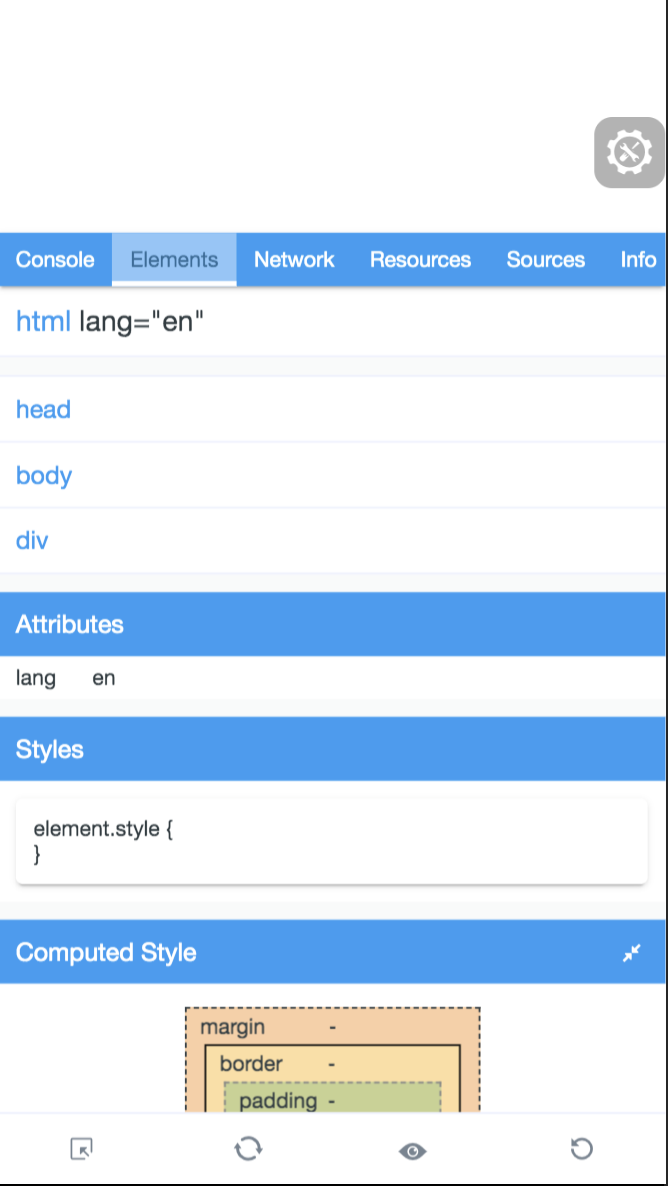 Console Elements Network Resources Sources Info
html lang="en"
head
body
div
Attributes
lang en
Styles
element.style {
}
Computed Style
margin -
border -
padding -